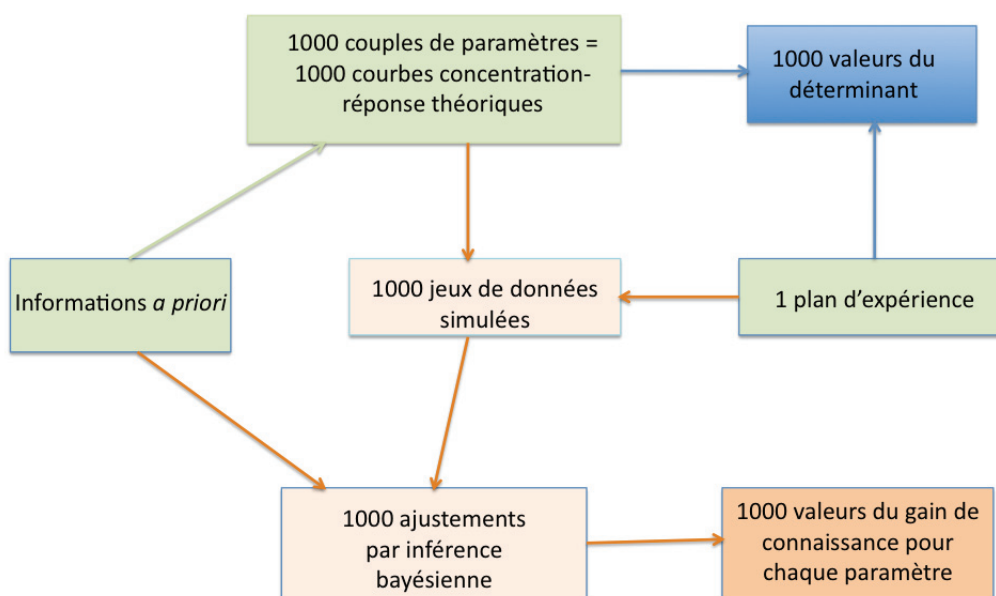 1000 couples de paramètres =
1000 courbes concentration-
réponse théoriques
1000 valeurs du
déterminant
Informations a priori
1000 jeux de données
simulées
1 plan d’expérience
1000 ajustements
par inférence
bayésienne
1000 valeurs du gain de
connaissance pour
chaque paramètre